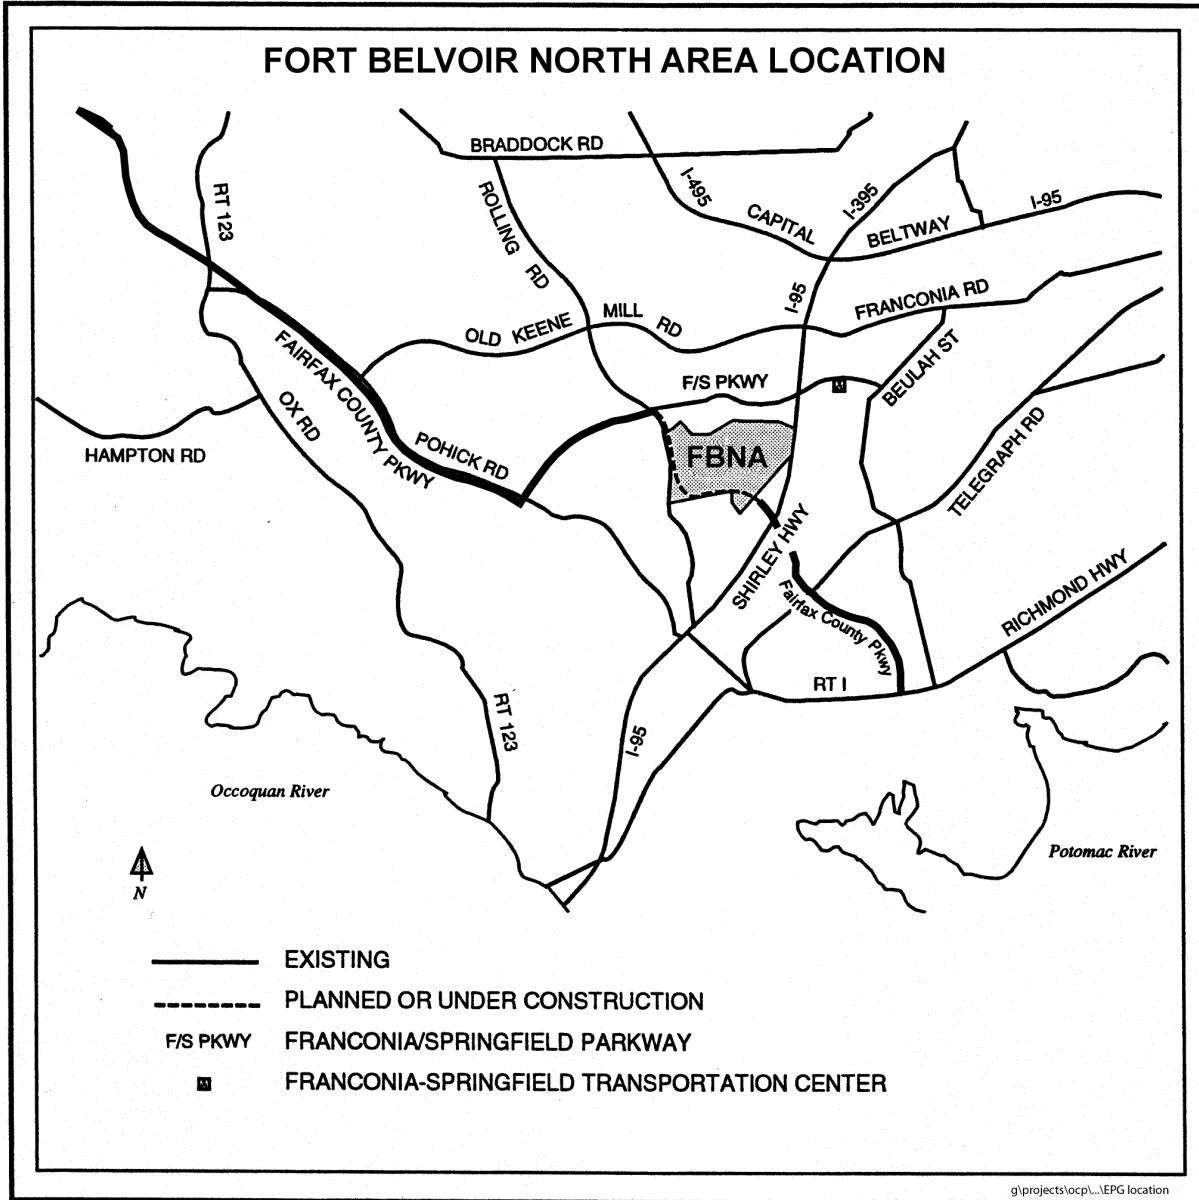 FORT BELVOIR NORTH AREA LOCATION
BRADDOCK RD
RT 123
ROLLING RD
I-495
CAPITAL
I-395
BELTWAY
I-95
I-95
FRANCONIA RD
OLD KEENE MILL RD
FAIRFAX COUNTY PKWY
F/S PKWY
M
BEULAH ST
OX RD
HAMPTON RD
POHICK RD
FBNA
TELEGRAPH RD
SHIRLEY HWY
RICHMOND HWY
Fairfax County Pkwy
RT I
RT 123
I-95
Occoquan River
Potomac River
N
EXISTING
PLANNED OR UNDER CONSTRUCTION
F/S PKWY FRANCONIA/SPRINGFIELD PARKWAY
M FRANCONIA-SPRINGFIELD TRANSPORTATION CENTER
g\projects\ocp\...\EPG location